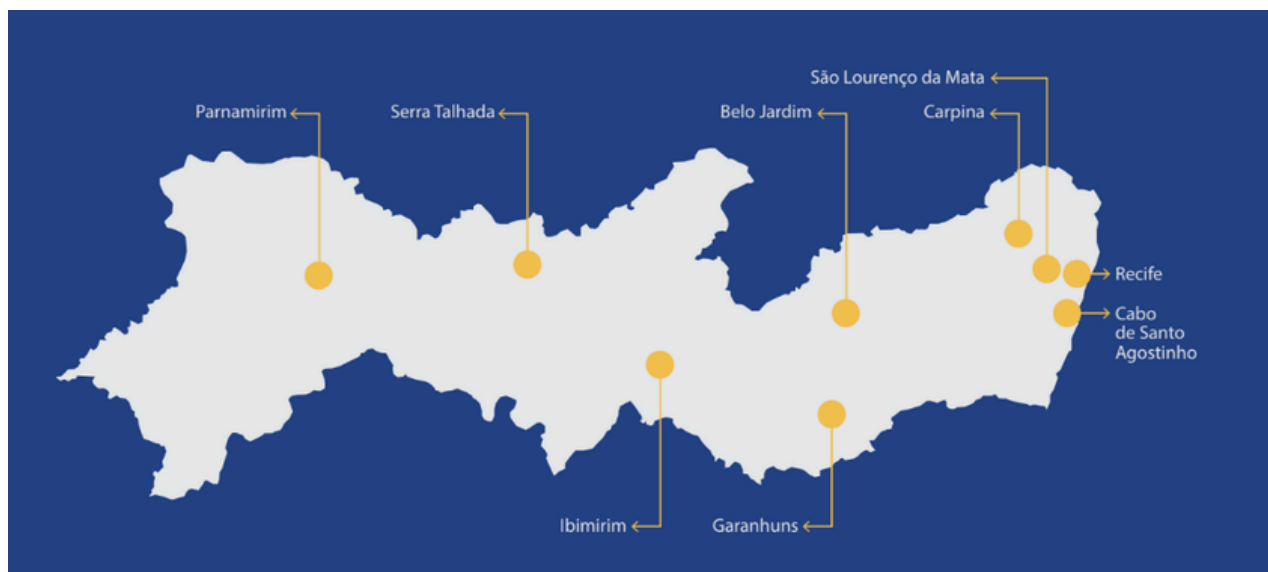 São Lourenço da Mata
Parnamirim
Serra Talhada
Belo Jardim
Carpina
Recife
Cabo
de Santo
Agostinho
Ibimirim
Garanhuns